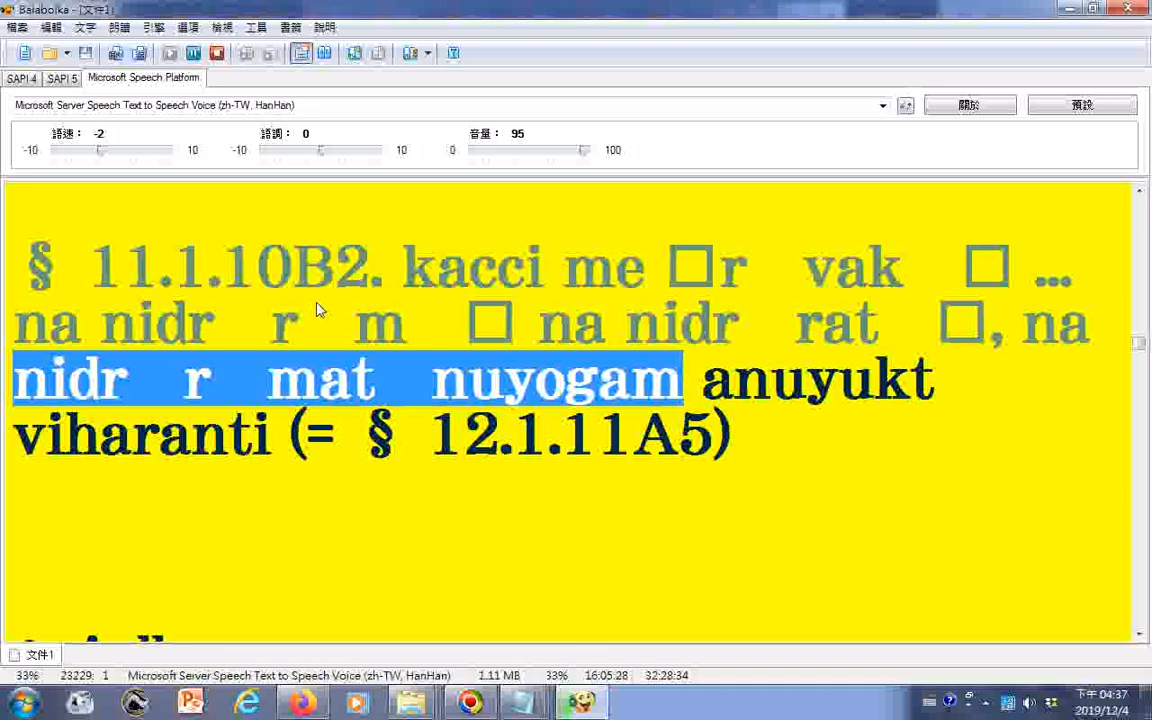 Balabolka - [文件1]
檔案 編輯 文字 朗讀 引擎 選項 檢視 工具 書籤 說明
SAPI 4 SAPI 5 Microsoft Speech Platform
Microsoft Server Speech Text to Speech Voice (zh-TW, HanHan) 關於 預設
語速： -2 語調： 0 音量： 95
-10 10 -10 10 0 100
§ 11.1.10B2. kacci me □r vak □ ...
na nidr r m □ na nidr rat □, na
nidr r mat nuyogam anuyukt
viharanti (= § 12.1.11A5)
文件1
33% 23229: 1 Microsoft Server Speech Text to Speech Voice (zh-TW, HanHan) 1.11 MB 33% 16:05:28 32:28:34
下午 04:37
2019/12/4